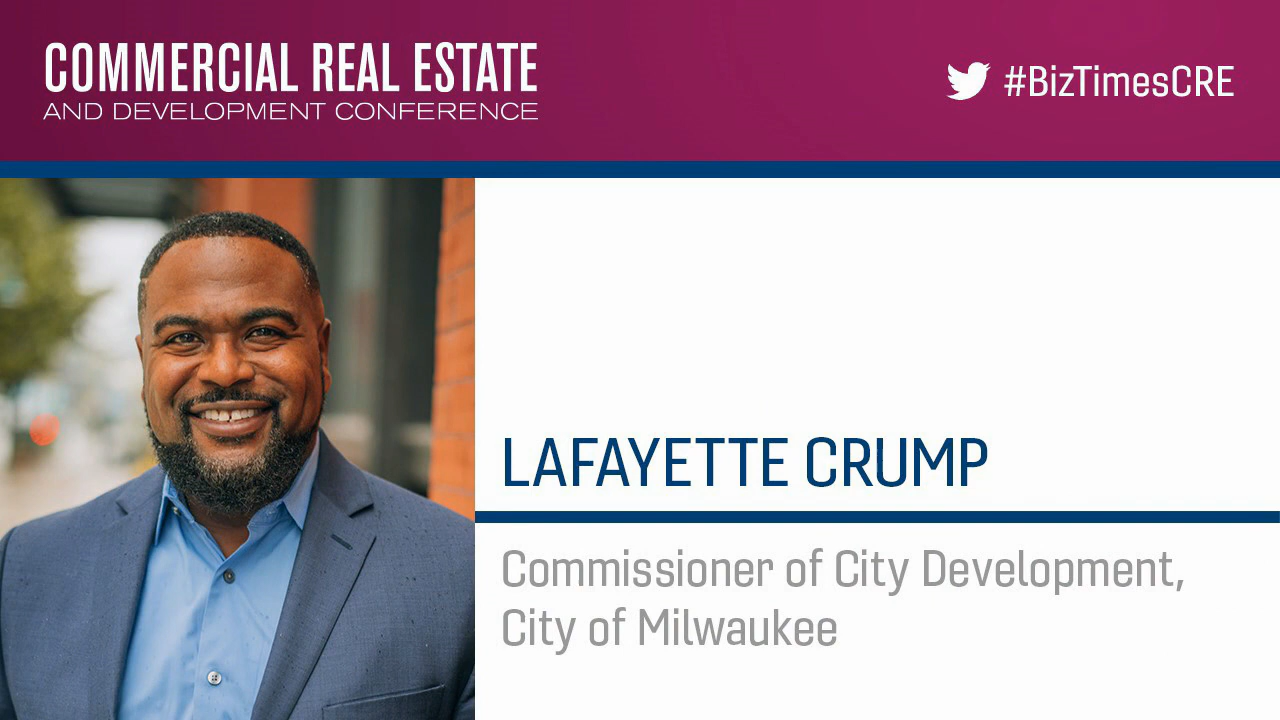 COMMERCIAL REAL ESTATE
AND DEVELOPMENT CONFERENCE
#BizTimesCRE
LAFAYETTE CRUMP
Commissioner of City Development,
City of Milwaukee